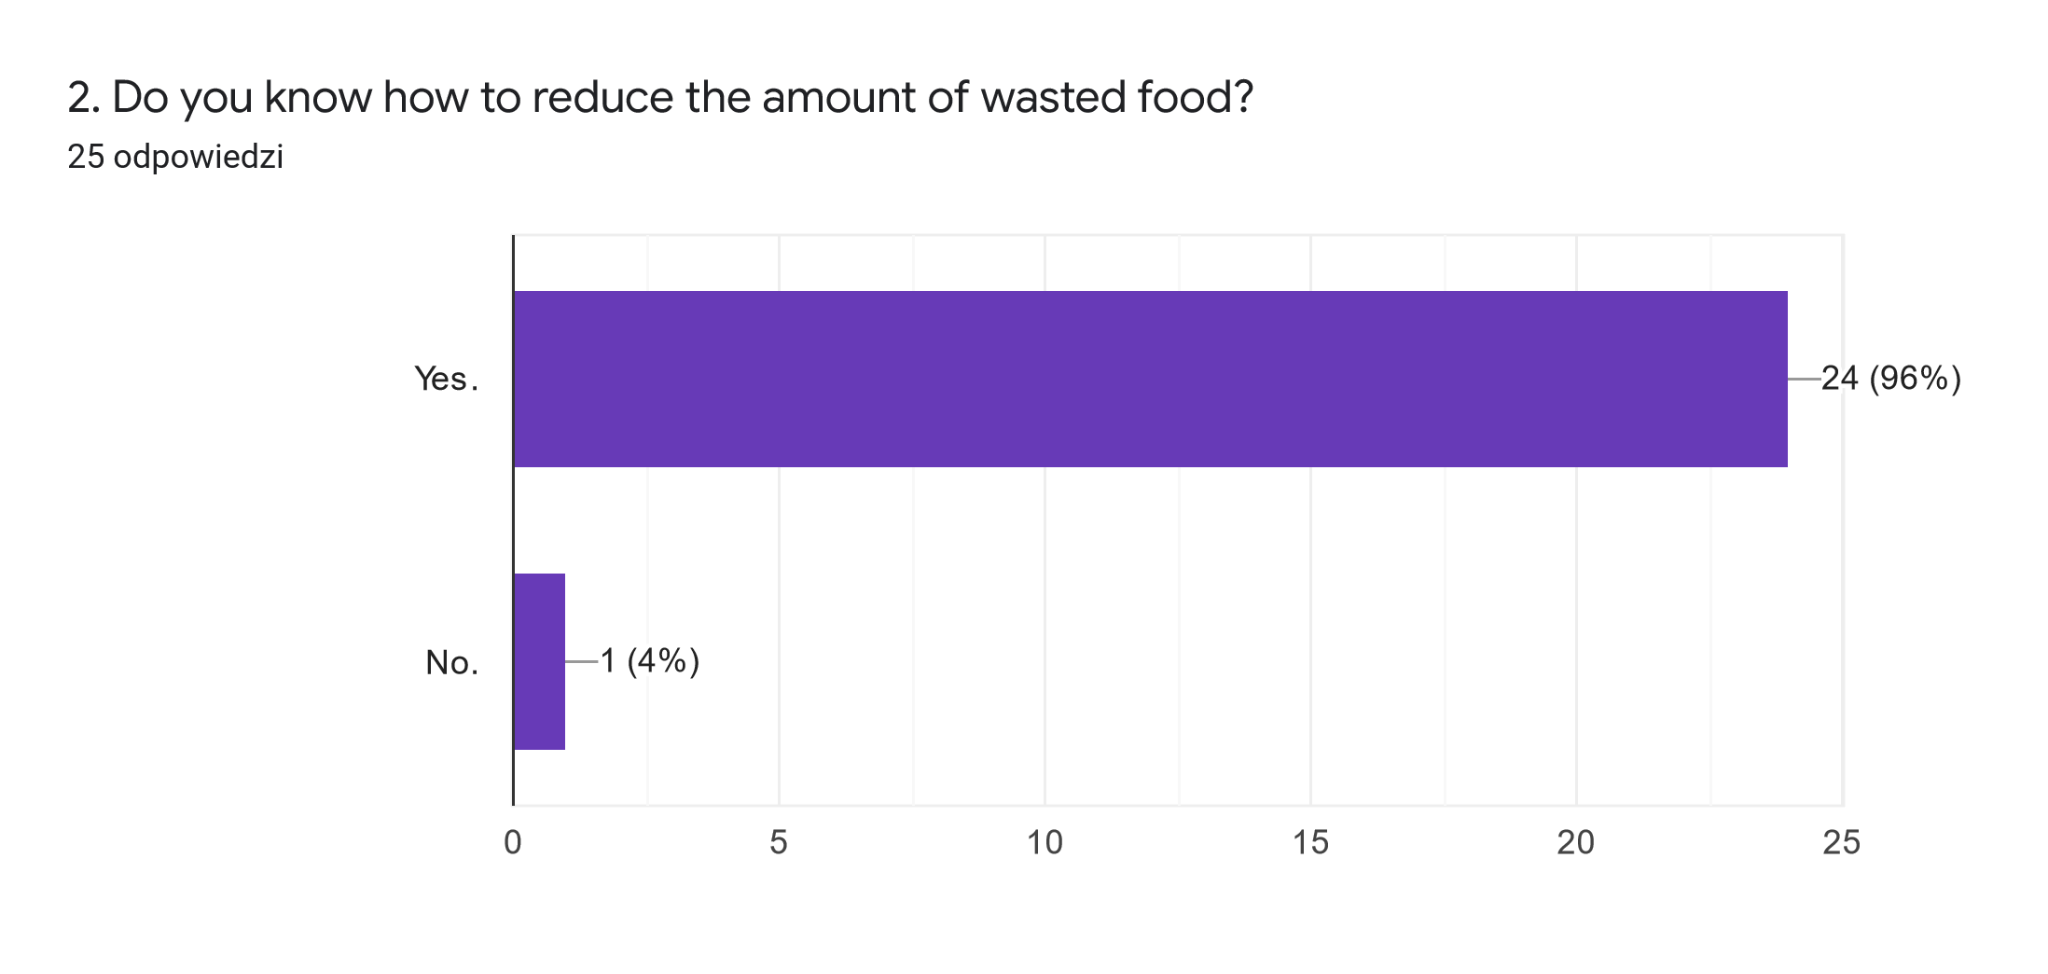 2. Do you know how to reduce the amount of wasted food?
25 odpowiedzi
Yes.
24 (96%)
No.
1 (4%)
0 5 10 15 20 25